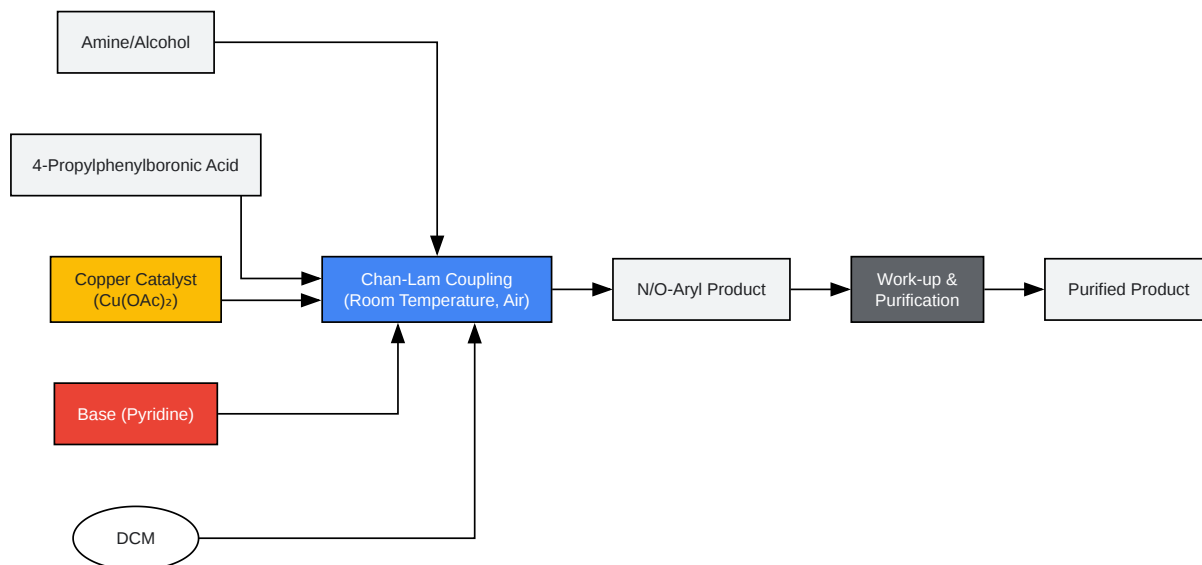 Amine/Alcohol
4-Propylphenylboronic Acid
Copper Catalyst
(Cu(OAc)₂)
Chan-Lam Coupling
(Room Temperature, Air)
N/O-Aryl Product
Work-up &
Purification
Purified Product
Base (Pyridine)
DCM